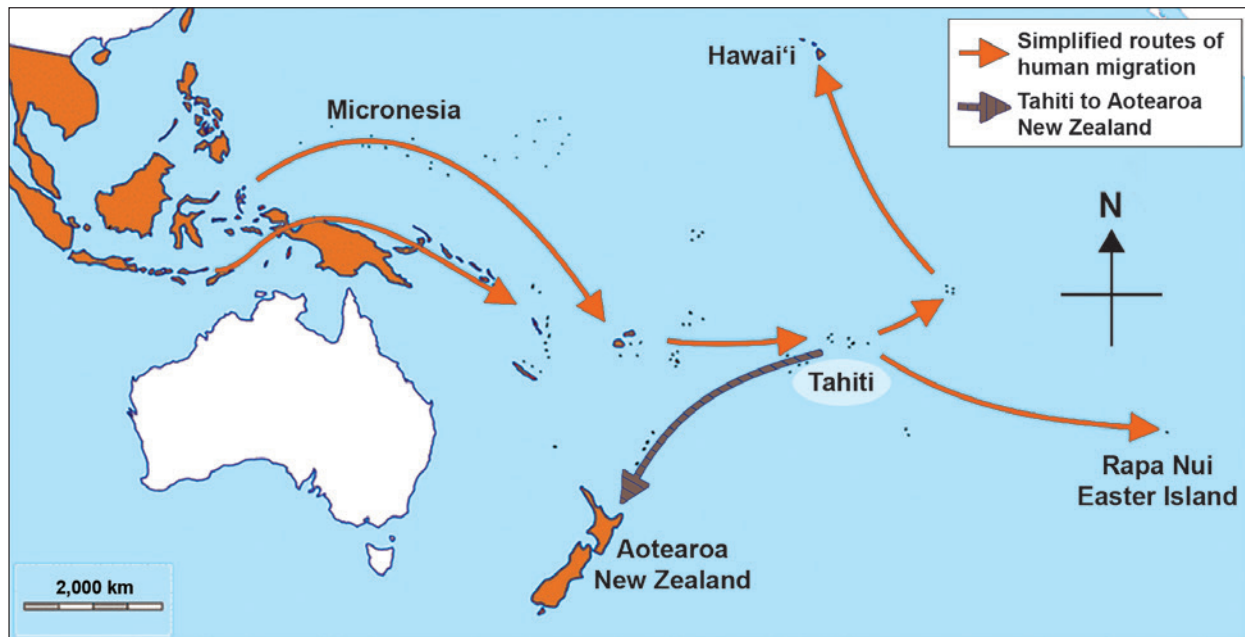 Simplified routes of
human migration
Tahiti to Aotearoa
New Zealand
Hawai‘i
Micronesia
N
Tahiti
Rapa Nui
Easter Island
Aotearoa
New Zealand
2,000 km